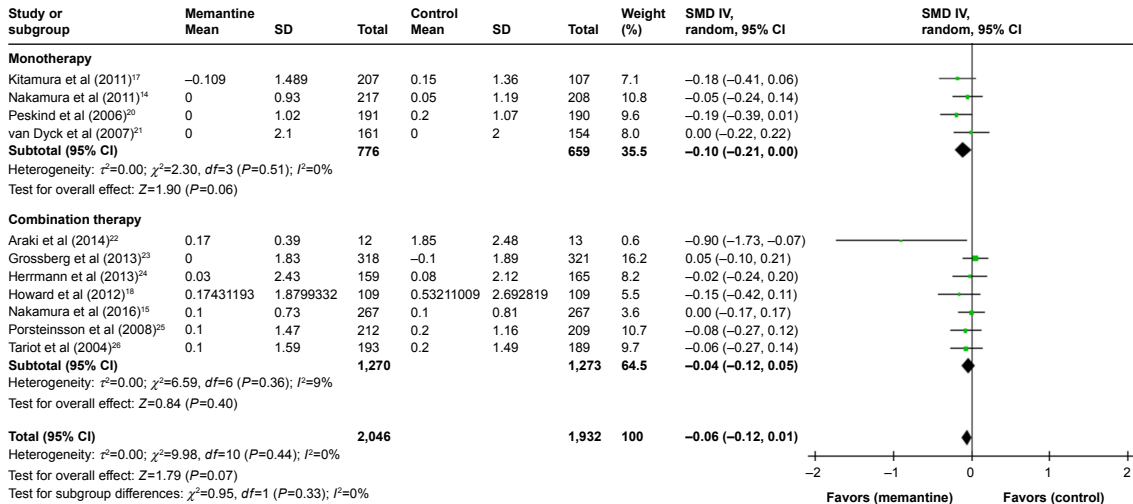 Study or subgroup Memantine Mean SD Total Control Mean SD Total Weight (%) SMD IV, random, 95% CI SMD IV, random, 95% CI
Monotherapy
Kitamura et al (2011)17 –0.109 1.489 207 0.15 1.36 107 7.1 –0.18 (–0.41, 0.06)
Nakamura et al (2011)14 0 0.93 217 0.05 1.19 208 10.8 –0.05 (–0.24, 0.14)
Peskind et al (2006)20 0 1.02 191 0.2 1.07 190 9.6 –0.19 (–0.39, 0.01)
van Dyck et al (2007)21 0 2.1 161 0 2 154 8.0 0.00 (–0.22, 0.22)
Subtotal (95% CI) 776 659 35.5 –0.10 (–0.21, 0.00)
Heterogeneity: τ²=0.00; χ²=2.30, df=3 (P=0.51); I²=0%
Test for overall effect: Z=1.90 (P=0.06)
Combination therapy
Araki et al (2014)22 0.17 0.39 12 1.85 2.48 13 0.6 –0.90 (–1.73, –0.07)
Grossberg et al (2013)23 0 1.83 318 –0.1 1.89 321 16.2 0.05 (–0.10, 0.21)
Herrmann et al (2013)24 0.03 2.43 159 0.08 2.12 165 8.2 –0.02 (–0.24, 0.20)
Howard et al (2012)18 0.17431193 1.8799332 109 0.53211009 2.692819 109 5.5 –0.15 (–0.42, 0.11)
Nakamura et al (2016)15 0.1 0.73 267 0.1 0.81 267 3.6 0.00 (–0.17, 0.17)
Porsteinsson et al (2008)25 0.1 1.47 212 0.2 1.16 209 10.7 –0.08 (–0.27, 0.12)
Tariot et al (2004)26 0.1 1.59 193 0.2 1.49 189 9.7 –0.06 (–0.27, 0.14)
Subtotal (95% CI) 1,270 1,273 64.5 –0.04 (–0.12, 0.05)
Heterogeneity: τ²=0.00; χ²=6.59, df=6 (P=0.36); I²=9%
Test for overall effect: Z=0.84 (P=0.40)
Total (95% CI) 2,046 1,932 100 –0.06 (–0.12, 0.01)
Heterogeneity: τ²=0.00; χ²=9.98, df=10 (P=0.44); I²=0%
Test for overall effect: Z=1.79 (P=0.07)
Test for subgroup differences: χ²=0.95, df=1 (P=0.33); I²=0%
–2 –1 0 1 2
Favors (memantine) Favors (control)